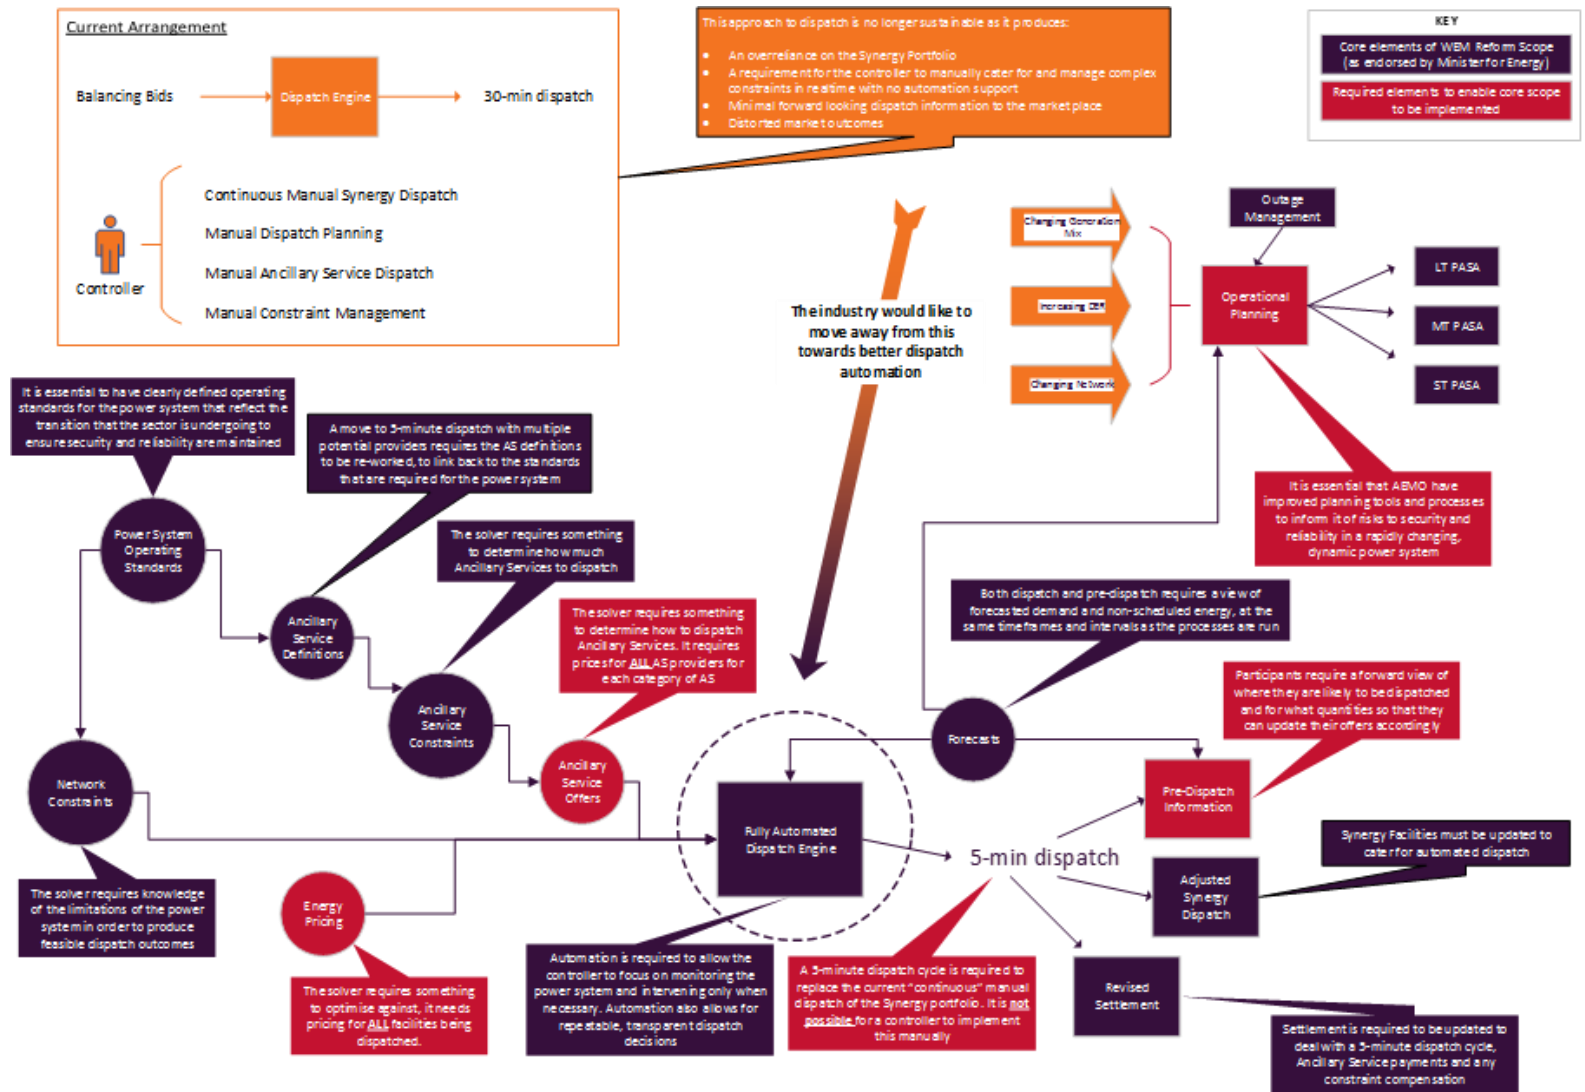 Current Arrangement
Balancing Bids
Dispatch Engine
30-min dispatch
Controller
Continuous Manual Synergy Dispatch
Manual Dispatch Planning
Manual Ancillary Service Dispatch
Manual Constraint Management
This approach to dispatch is no longer sustainable as it produces:
• An overreliance on the Synergy Portfolio
• A requirement for the controller to manually cater for and manage complex
constraints in realtime with no automation support
• Minimal forward looking dispatch information to the market place
• Distorted market outcomes
KEY
Core elements of WEM Reform Scope
(as endorsed by Minister for Energy)
Required elements to enable core scope
to be implemented
The industry would like to
move away from this
towards better dispatch
automation
Changing Generation
Mix
Increasing DER
Changing Network
Outage
Management
Operational
Planning
LT PASA
MT PASA
ST PASA
It is essential that AEMO have
improved planning tools and processes
to inform it of risks to security and
reliability in a rapidly changing,
dynamic power system
It is essential to have clearly defined operating
standards for the power system that reflect the
transition that the sector is undergoing to
ensure security and reliability are maintained
A move to 5-minute dispatch with multiple
potential providers requires the AS definitions
to be re-worked, to link back to the standards
that are required for the power system
The solver requires something
to determine how much
Ancillary Services to dispatch
The solver requires something
to determine how to dispatch
Ancillary Services. It requires
prices for ALL AS providers for
each category of AS
Both dispatch and pre-dispatch requires a view of
forecasted demand and non-scheduled energy, at the
same timeframes and intervals as the processes are run
Participants require a forward view of
where they are likely to be dispatched
and for what quantities so that they
can update their offers accordingly
Power System
Operating
Standards
Ancillary
Service
Definitions
Ancillary
Service
Constraints
Ancillary
Service
Offers
Forecasts
Network
Constraints
Energy
Pricing
Fully Automated
Dispatch Engine
5-min dispatch
Pre-Dispatch
Information
Adjusted
Synergy
Dispatch
Revised
Settlement
Synergy Facilities must be updated to
cater for automated dispatch
The solver requires knowledge
of the limitations of the power
system in order to produce
feasible dispatch outcomes
The solver requires something
to optimise against, it needs
pricing for ALL facilities being
dispatched.
Automation is required to allow the
controller to focus on monitoring the
power system and intervening only when
necessary. Automation also allows for
repeatable, transparent dispatch
decisions
A 5-minute dispatch cycle is required to
replace the current “continuous” manual
dispatch of the Synergy portfolio. It is not
possible for a controller to implement
this manually
Settlement is required to be updated to
deal with a 5-minute dispatch cycle,
Ancillary Service payments and any
constraint compensation